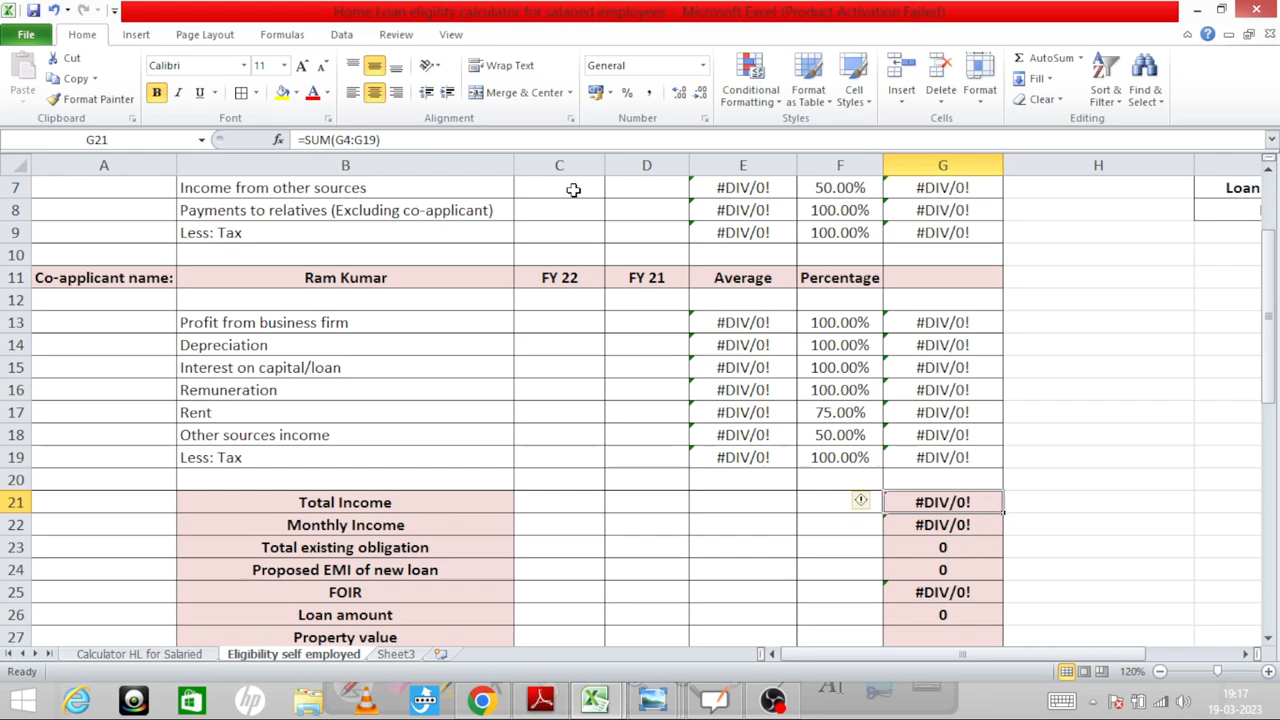 Home Loan eligility calculator for salaried employees - Microsoft Excel (Product Activation Failed)
File Home Insert Page Layout Formulas Data Review View
Cut
Copy
Format Painter
Paste
Clipboard
Calibri 11
B I U
Font
Wrap Text
Merge & Center
Alignment
General
Number
Conditional Formatting
Format as Table
Cell Styles
Styles
Insert Delete Format
Cells
AutoSum
Fill
Clear
Sort & Filter
Find & Select
Editing
G21 fx =SUM(G4:G19)
A B C D E F G H
7 Income from other sources #DIV/0! 50.00% #DIV/0! Loan
8 Payments to relatives (Excluding co-applicant) #DIV/0! 100.00% #DIV/0!
9 Less: Tax #DIV/0! 100.00% #DIV/0!
10
11 Co-applicant name: Ram Kumar FY 22 FY 21 Average Percentage
12
13 Profit from business firm #DIV/0! 100.00% #DIV/0!
14 Depreciation #DIV/0! 100.00% #DIV/0!
15 Interest on capital/loan #DIV/0! 100.00% #DIV/0!
16 Remuneration #DIV/0! 100.00% #DIV/0!
17 Rent #DIV/0! 75.00% #DIV/0!
18 Other sources income #DIV/0! 50.00% #DIV/0!
19 Less: Tax #DIV/0! 100.00% #DIV/0!
20
21 Total Income #DIV/0!
22 Monthly Income #DIV/0!
23 Total existing obligation 0
24 Proposed EMI of new loan 0
25 FOIR #DIV/0!
26 Loan amount 0
27 Property value
Calculator HL for Salaried Eligibility self employed Sheet3
Ready 120%
19:17
19-03-2023